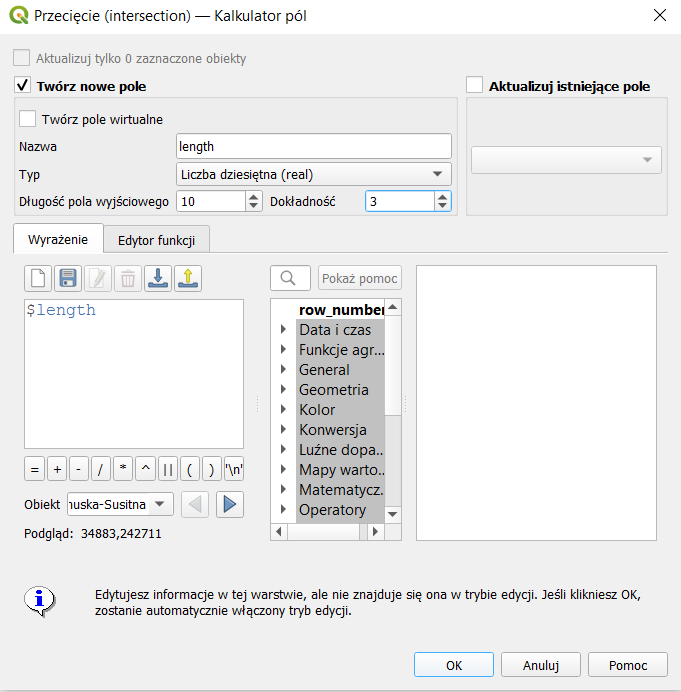 Przecięcie (intersection) — Kalkulator pól
Aktualizuj tylko 0 zaznaczone obiekty
Twórz nowe pole
Aktualizuj istniejące pole
Twórz pole wirtualne
Nazwa length
Typ Liczba dziesiętna (real)
Długość pola wyjściowego 10 Dokładność 3
Wyrażenie Edytor funkcji
Pokaż pomoc
$length
row_number
Data i czas
Funkcje agr...
General
Geometria
Kolor
Konwersja
Luźne dopa...
Mapy warto...
Matematycz...
Operatory
= + - / * ^ || ( ) '\n'
Obiekt nuska-Susitna
Podgląd: 34883,242711
Edytujesz informacje w tej warstwie, ale nie znajduje się ona w trybie edycji. Jeśli klikniesz OK,
zostanie automatycznie włączony tryb edycji.
OK Anuluj Pomoc